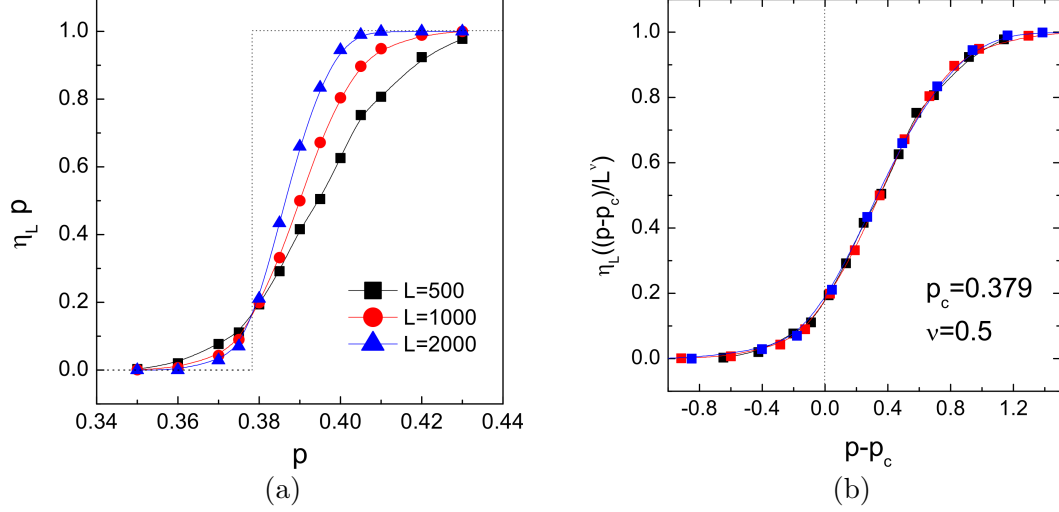 1.0
0.8
0.6
0.4
0.2
0.0
η_L p
L=500
L=1000
L=2000
0.34 0.36 0.38 0.40 0.42 0.44
p
(a)
1.0
0.8
0.6
0.4
0.2
0.0
η_L((p-p_c)/L^ν)
p_c=0.379
ν=0.5
-0.8 -0.4 0.0 0.4 0.8 1.2
p-p_c
(b)